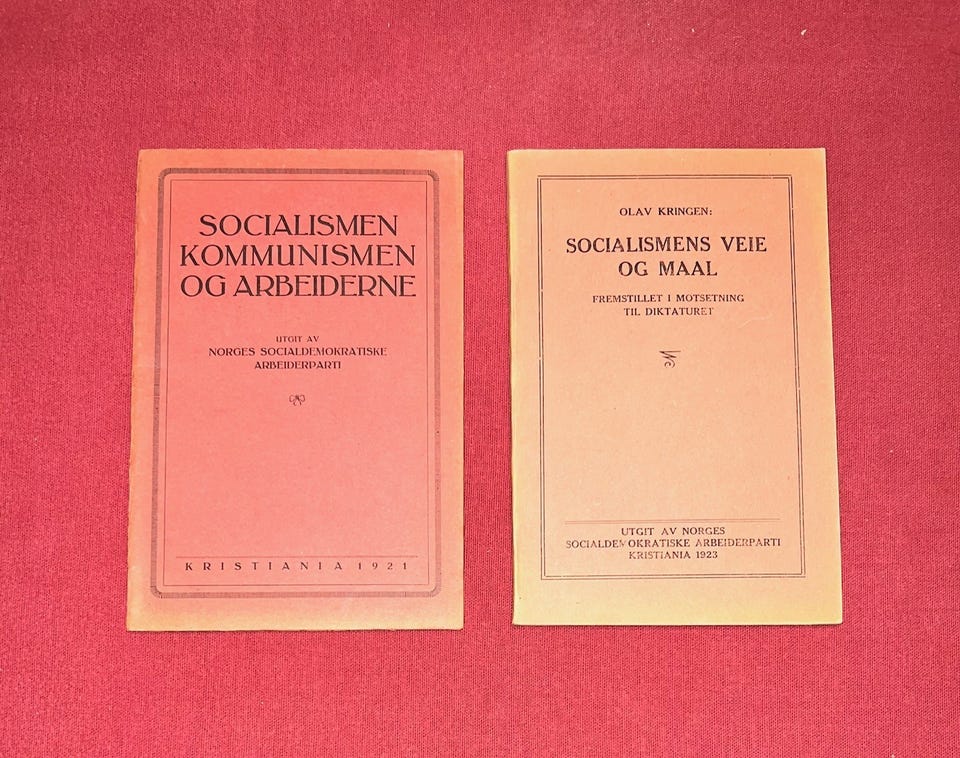 SOCIALISMEN
KOMMUNISMEN
OG ARBEIDERNE
UTGIT AV
NORGES SOCIALDEMOKRATISKE
ARBEIDERPARTI
KRISTIANIA 1921
OLAV KRINGEN:
SOCIALISMENS VEIE
OG MAAL
FREMSTILLET I MOTSETNING
TIL DIKTATURET
UTGIT AV NORGES
SOCIALDEMOKRATISKE ARBEIDERPARTI
KRISTIANIA 1923